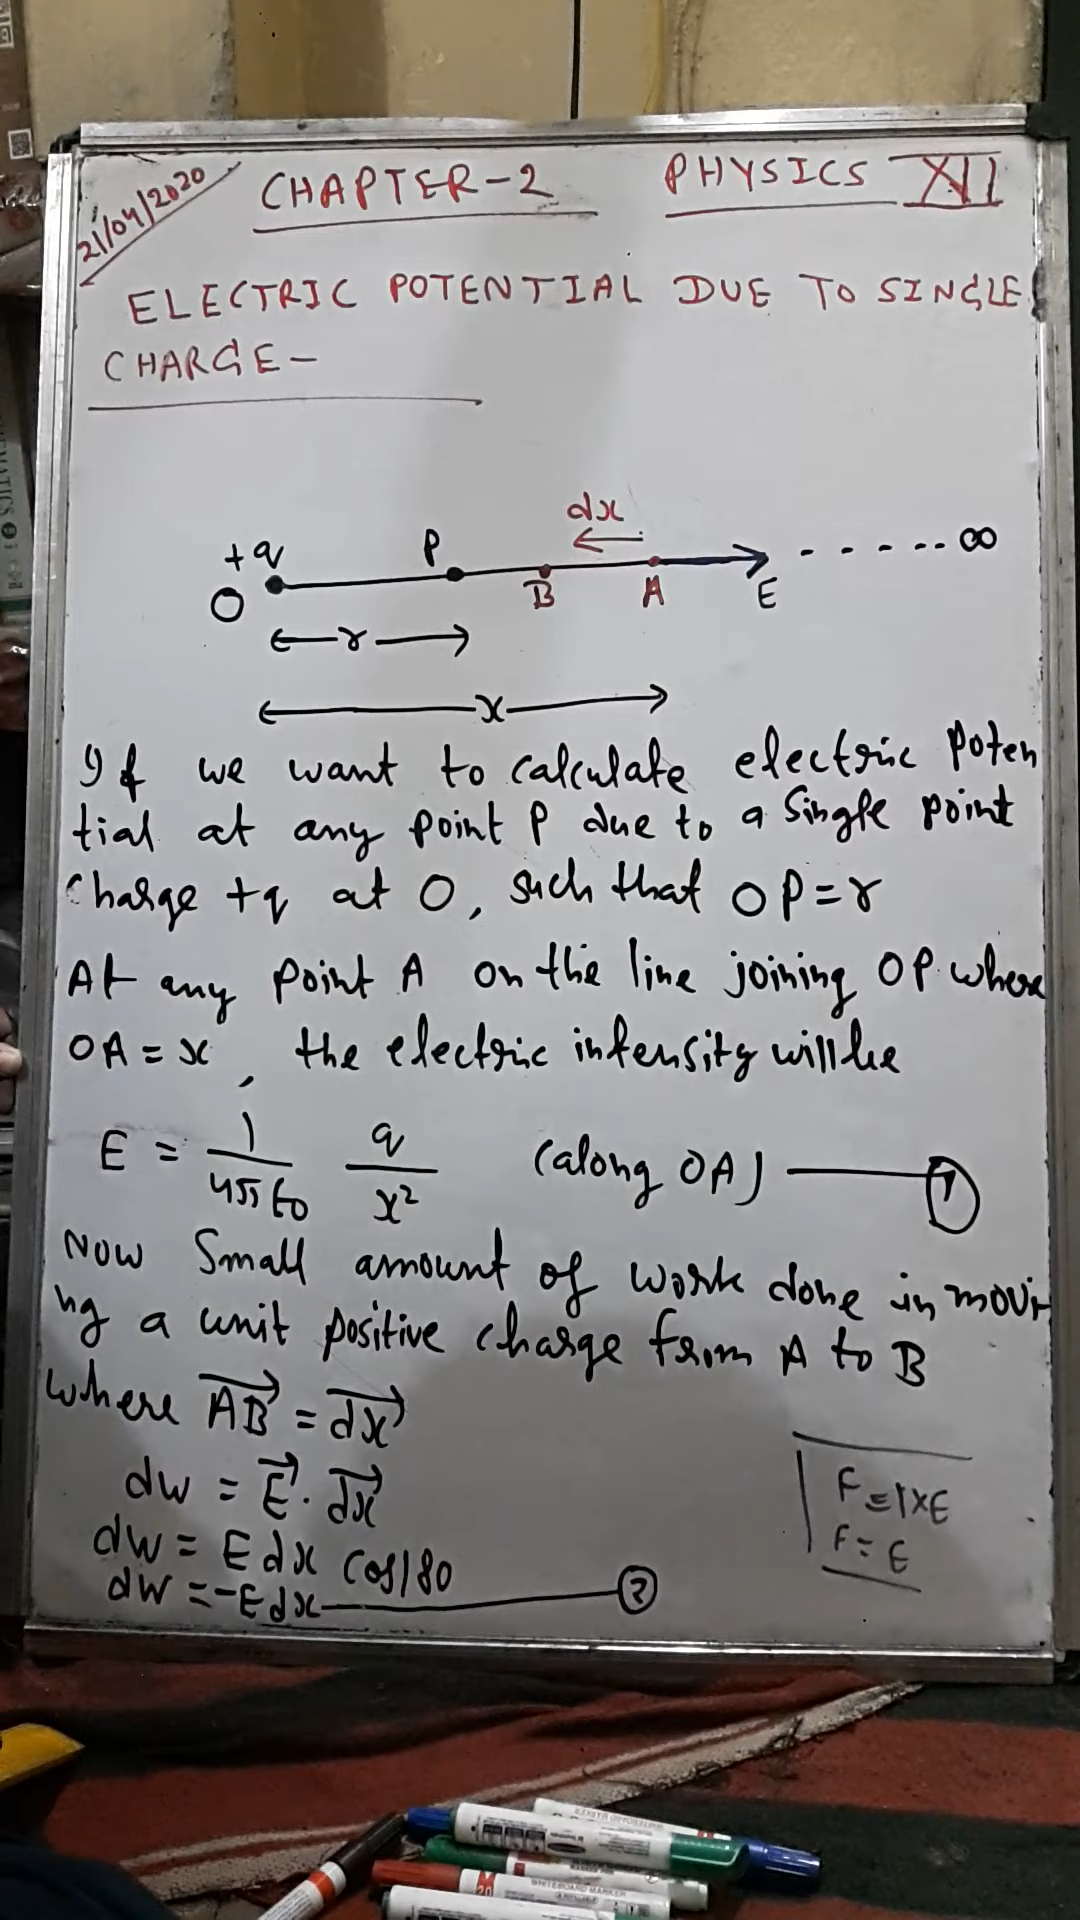 21/04/2020
CHAPTER-2 PHYSICS XII
ELECTRIC POTENTIAL DUE TO SINGLE
CHARGE-
dx
+q P B A E ∞
O
r
x
If we want to calculate electric Poten
tial at any point P due to a Single point
Charge +q at O, such that OP=r
At any point A on the line joining OP where
OA = x, the electric intensity will be
E = 1/4πε0 q/x² (along OA) 1
Now Small amount of work done in movi
ng a unit positive charge from A to B
where AB→ = dx→
dw = E→ . dx→
dw = E dx Cos180
dw = -E dx 2
F = 1×E
F = E
WHITEBOARD MARKER